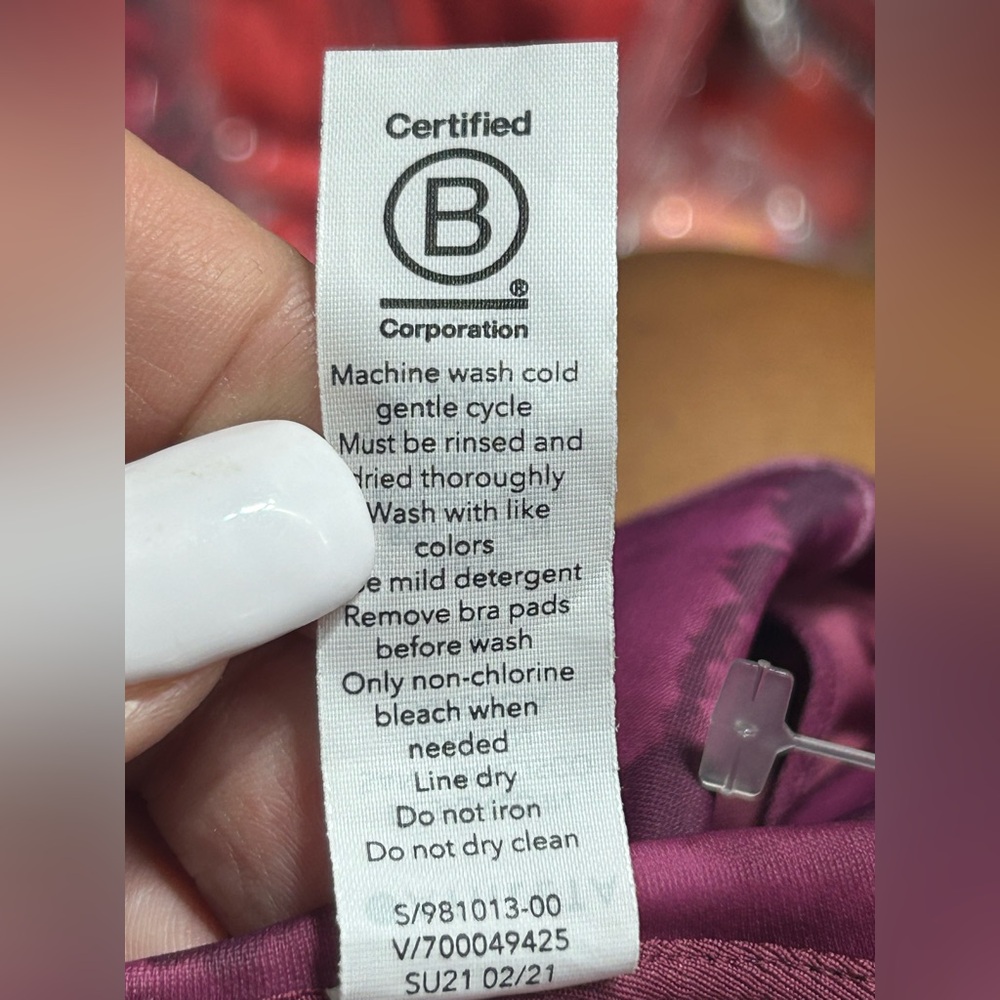 Certified
B
®
Corporation
Machine wash cold
gentle cycle
Must be rinsed and
dried thoroughly
Wash with like
colors
mild detergent
Remove bra pads
before wash
Only non-chlorine
bleach when
needed
Line dry
Do not iron
Do not dry clean
S/981013-00
V/700049425
SU21 02/21